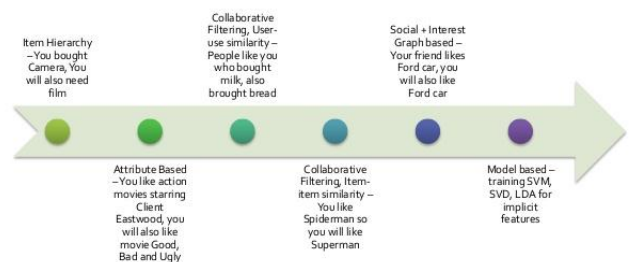 Item Hierarchy
– You bought
Camera, You
will also need
film
Attribute Based
– You like action
movies starring
Client
Eastwood, you
will also like
movie Good,
Bad and Ugly
Collaborative
Filtering, User-
use similarity –
People like you
who bought
milk, also
brought bread
Collaborative
Filtering, Item-
item similarity –
You like
Spiderman so
you will like
Superman
Social + Interest
Graph based –
Your friend likes
Ford car, you
will also like
Ford car
Model based –
training SVM,
SVD, LDA for
implicit
features